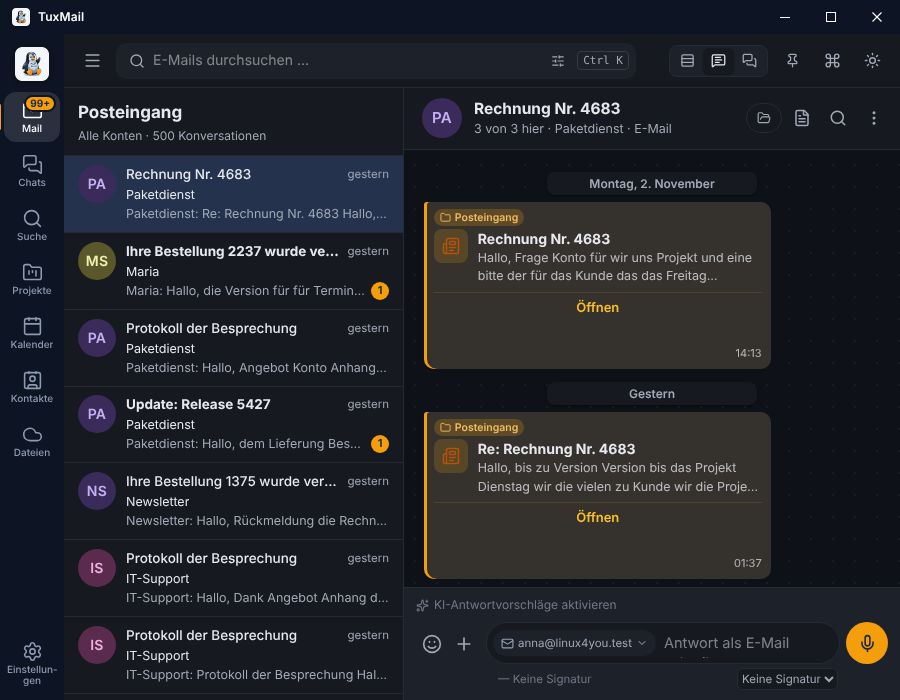 TuxMail
99+
Mail
Chats
Suche
Projekte
Kalender
Kontakte
Dateien
Einstellun-
gen
E-Mails durchsuchen ...
Ctrl K
Posteingang
Alle Konten · 500 Konversationen
PA
Rechnung Nr. 4683
gestern
Paketdienst
Paketdienst: Re: Rechnung Nr. 4683 Hallo,...
MS
Ihre Bestellung 2237 wurde ve...
gestern
Maria
Maria: Hallo, die Version für für Termin...
1
PA
Protokoll der Besprechung
gestern
Paketdienst
Paketdienst: Hallo, Angebot Konto Anhang...
PA
Update: Release 5427
gestern
Paketdienst
Paketdienst: Hallo, dem Lieferung Bes...
1
NS
Ihre Bestellung 1375 wurde ver...
gestern
Newsletter
Newsletter: Hallo, Rückmeldung die Rechn...
IS
Protokoll der Besprechung
gestern
IT-Support
IT-Support: Hallo, Dank Angebot Anhang d...
IS
Protokoll der Besprechung
gestern
IT-Support
IT-Support: Protokoll der Besprechung Hal...
PA
Rechnung Nr. 4683
3 von 3 hier · Paketdienst · E-Mail
Montag, 2. November
Posteingang
Rechnung Nr. 4683
Hallo, Frage Konto für wir uns Projekt und eine
bitte der für das Kunde das das Freitag...
Öffnen
14:13
Gestern
Posteingang
Re: Rechnung Nr. 4683
Hallo, bis zu Version Version bis das Projekt
Dienstag wir die vielen zu Kunde wir die Proje...
Öffnen
01:37
KI-Antwortvorschläge aktivieren
anna@linux4you.test
Antwort als E-Mail
— Keine Signatur
Keine Signatur